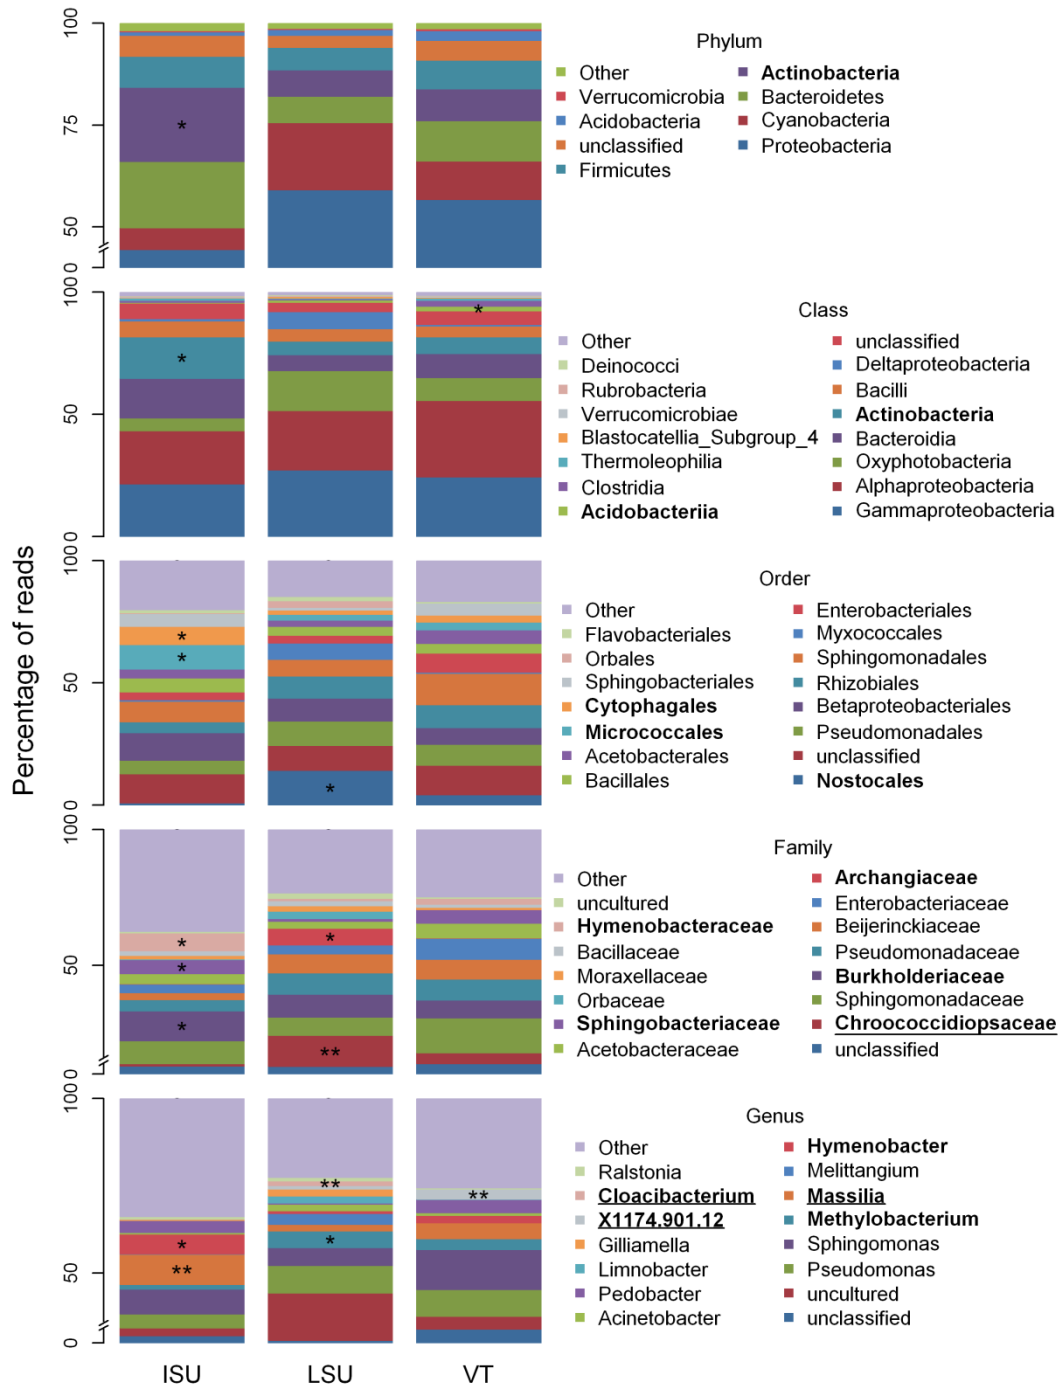 Percentage of reads
100
75
50
0
*
Phylum
Other
Verrucomicrobia
Acidobacteria
unclassified
Firmicutes
Actinobacteria
Bacteroidetes
Cyanobacteria
Proteobacteria
100
50
0
*
*
Class
Other
Deinococci
Rubrobacteria
Verrucomicrobiae
Blastocatellia_Subgroup_4
Thermoleophilia
Clostridia
Acidobacteriia
unclassified
Deltaproteobacteria
Bacilli
Actinobacteria
Bacteroidia
Oxyphotobacteria
Alphaproteobacteria
Gammaproteobacteria
100
50
0
*
*
*
Order
Other
Flavobacteriales
Orbales
Sphingobacteriales
Cytophagales
Micrococcales
Acetobacterales
Bacillales
Enterobacteriales
Myxococcales
Sphingomonadales
Rhizobiales
Betaproteobacteriales
Pseudomonadales
unclassified
Nostocales
100
50
0
*
*
*
*
**
Family
Other
uncultured
Hymenobacteraceae
Bacillaceae
Moraxellaceae
Orbaceae
Sphingobacteriaceae
Acetobacteraceae
Archangiaceae
Enterobacteriaceae
Beijerinckiaceae
Pseudomonadaceae
Burkholderiaceae
Sphingomonadaceae
Chroococcidiopsaceae
unclassified
100
50
0
*
**
**
*
**
Genus
Other
Ralstonia
Cloacibacterium
X1174.901.12
Gilliamella
Limnobacter
Pedobacter
Acinetobacter
Hymenobacter
Melittangium
Massilia
Methylobacterium
Sphingomonas
Pseudomonas
uncultured
unclassified
ISU
LSU
VT